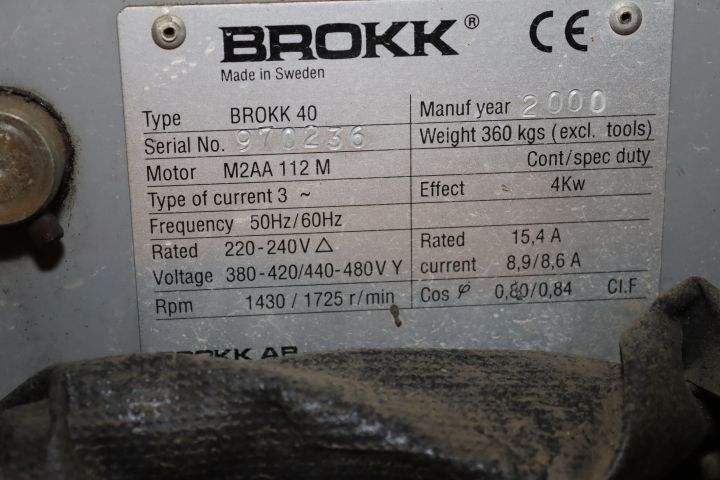 BROKK®
CE
Made in Sweden
Type BROKK 40
Serial No. 970236
Motor M2AA 112 M
Type of current 3 ~
Frequency 50Hz/60Hz
Rated 220-240V △
Voltage 380-420/440-480V Y
Rpm 1430 / 1725 r/min
Manuf year 2000
Weight 360 kgs (excl. tools)
Cont/spec duty
Effect 4Kw
Rated 15,4 A
current 8,9/8,6 A
Cos φ 0,80/0,84 Cl.F
BROKK AB